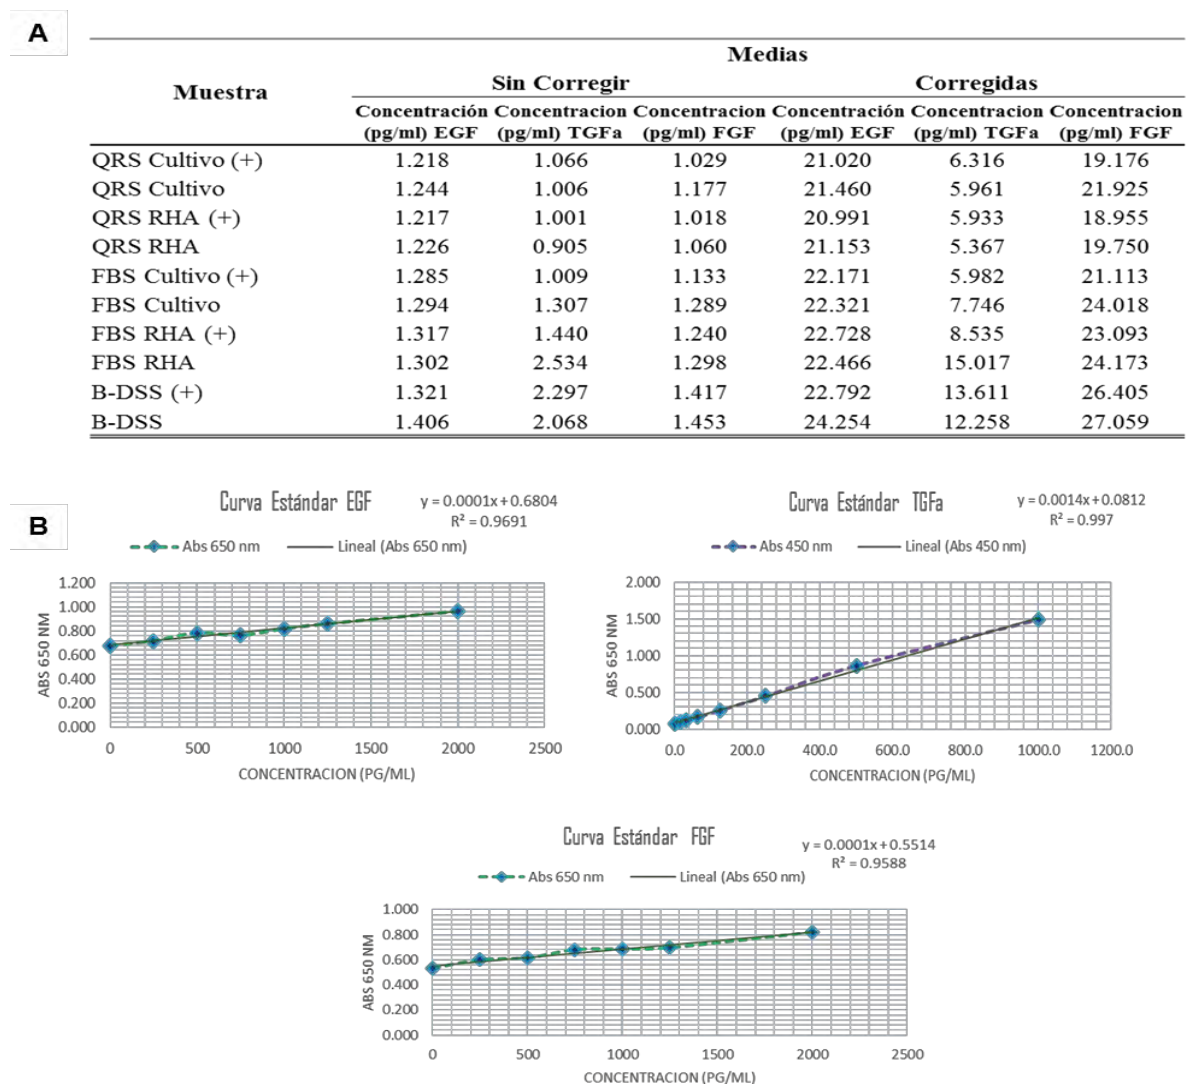 A
Medias
Sin Corregir Corregidas
Muestra
Concentración Concentracion Concentracion Concentración Concentracion Concentracion
(pg/ml) EGF (pg/ml) TGFa (pg/ml) FGF (pg/ml) EGF (pg/ml) TGFa (pg/ml) FGF
QRS Cultivo (+) 1.218 1.066 1.029 21.020 6.316 19.176
QRS Cultivo 1.244 1.006 1.177 21.460 5.961 21.925
QRS RHA (+) 1.217 1.001 1.018 20.991 5.933 18.955
QRS RHA 1.226 0.905 1.060 21.153 5.367 19.750
FBS Cultivo (+) 1.285 1.009 1.133 22.171 5.982 21.113
FBS Cultivo 1.294 1.307 1.289 22.321 7.746 24.018
FBS RHA (+) 1.317 1.440 1.240 22.728 8.535 23.093
FBS RHA 1.302 2.534 1.298 22.466 15.017 24.173
B-DSS (+) 1.321 2.297 1.417 22.792 13.611 26.405
B-DSS 1.406 2.068 1.453 24.254 12.258 27.059
B
Curva Estándar EGF
y = 0.0001x + 0.6804
R² = 0.9691
Abs 650 nm Lineal (Abs 650 nm)
1.200
1.000
0.800
0.600
0.400
0.200
0.000
ABS 650 NM
0 500 1000 1500 2000 2500
CONCENTRACION (PG/ML)
Curva Estándar TGFa
y = 0.0014x + 0.0812
R² = 0.997
Abs 450 nm Lineal (Abs 450 nm)
2.000
1.500
1.000
0.500
0.000
ABS 650 NM
0.0 200.0 400.0 600.0 800.0 1000.0 1200.0
CONCENTRACION (PG/ML)
Curva Estándar FGF
y = 0.0001x + 0.5514
R² = 0.9588
Abs 650 nm Lineal (Abs 650 nm)
1.000
0.800
0.600
0.400
0.200
0.000
ABS 650 NM
0 500 1000 1500 2000 2500
CONCENTRACION (PG/ML)